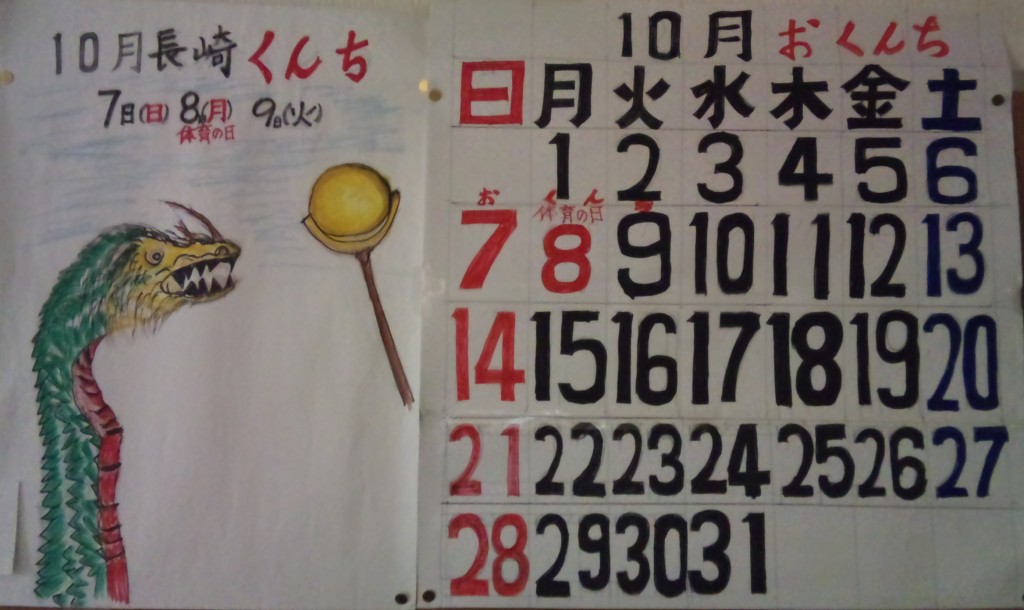 10月長崎くんち
7日(日) 8日(月) 9日(火)
体育の日
10月 おくんち
日 月 火 水 木 金 土
1 2 3 4 5 6
おくんち
体育の日
7 8 9 10 11 12 13
14 15 16 17 18 19 20
21 22 23 24 25 26 27
28 29 30 31